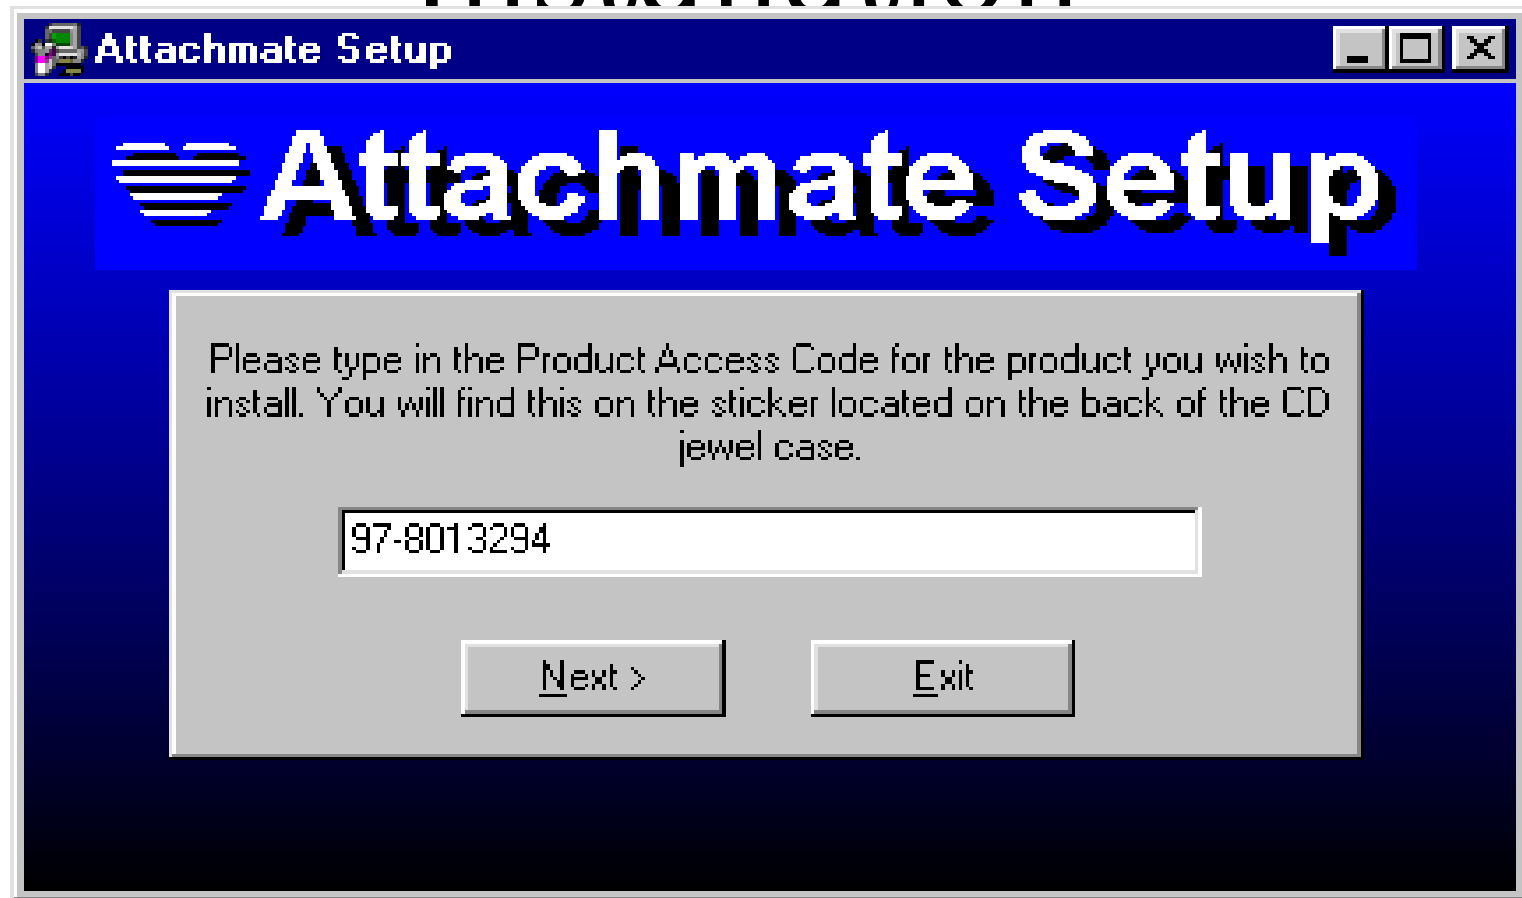 Attachmate Setup
Attachmate Setup
Please type in the Product Access Code for the product you wish to
install. You will find this on the sticker located on the back of the CD
jewel case.
97-8013294
Next >
Exit